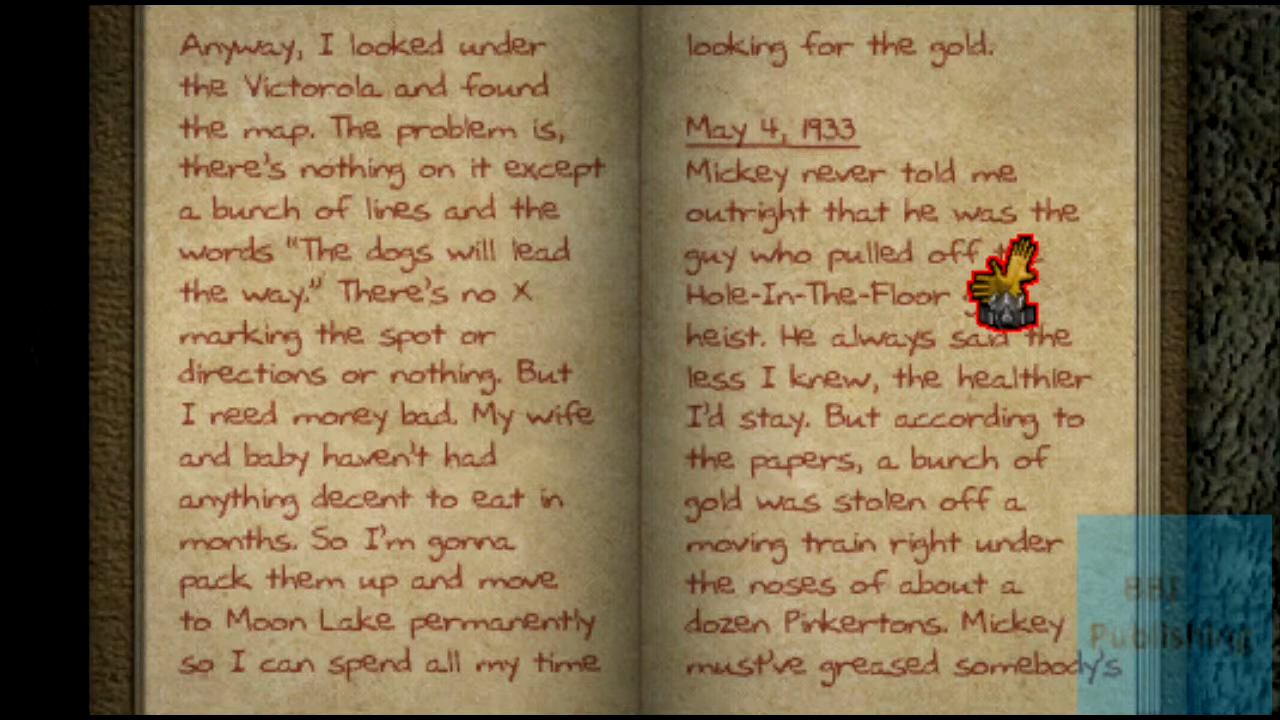 Anyway, I looked under
the Victorola and found
the map. The problem is,
there's nothing on it except
a bunch of lines and the
words "The dogs will lead
the way." There's no X
marking the spot or
directions or nothing. But
I need money bad. My wife
and baby haven't had
anything decent to eat in
months. So I'm gonna
pack them up and move
to Moon Lake permanently
so I can spend all my time
looking for the gold.
May 4, 1933
Mickey never told me
outright that he was the
guy who pulled off
Hole-In-The-Floor
heist. He always said the
less I knew, the healthier
I'd stay. But according to
the papers, a bunch of
gold was stolen off a
moving train right under
the noses of about a
dozen Pinkertons. Mickey
must've greased somebody's
Publishing